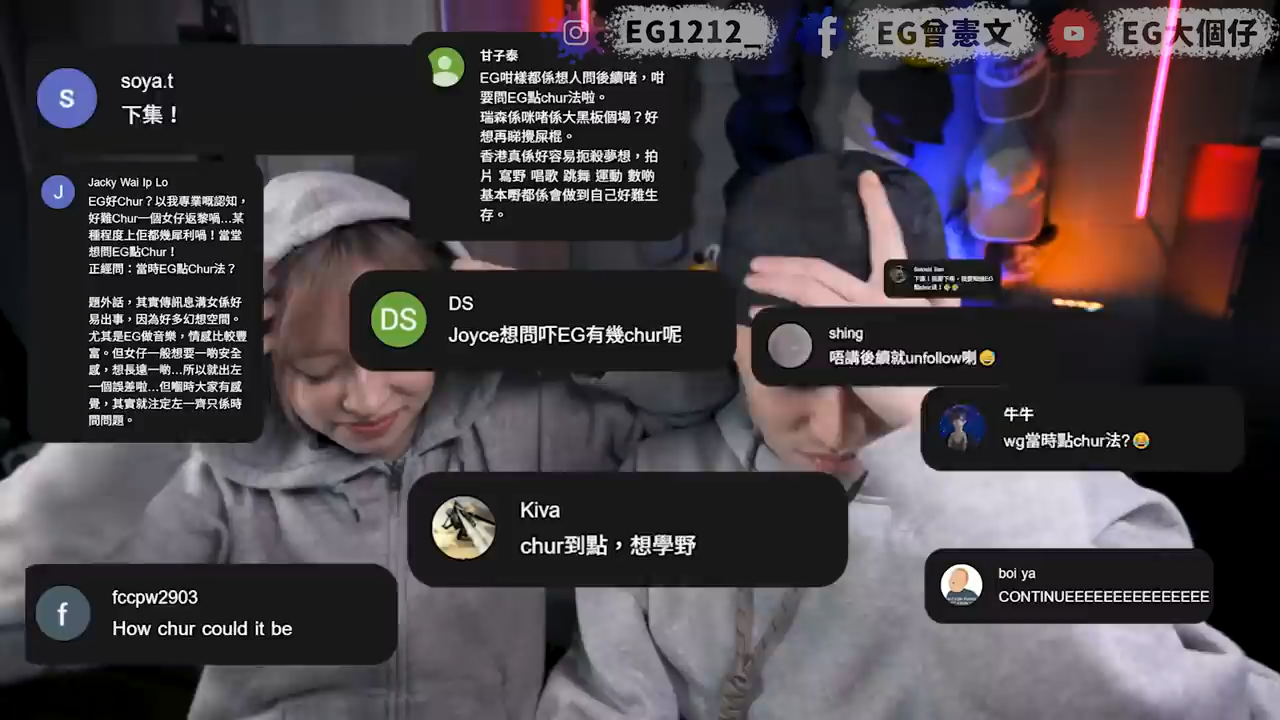 EG1212_
EG曾憲文
EG大個仔
soya.t
下集！
甘子泰
EG咁樣都係想人問後續啫，咁
要問EG點chur法啦。
瑞森係咪啫係大黑板個場？好
想再睇攪屎棍。
香港真係好容易扼殺夢想，拍
片 寫野 唱歌 跳舞 運動 數啲
基本嘢都係會做到自己好難生
存。
Jacky Wai Ip Lo
EG好Chur？以我專業嘅認知，
好難Chur一個女仔返黎喎...某
種程度上佢都幾犀利喎！當堂
想問EG點Chur！
正經問：當時EG點Chur法？
題外話，其實傳訊息溝女係好
易出事，因為好多幻想空間。
尤其是EG做音樂，情感比較豐
富。但女仔一般想要一啲安全
感，想長遠一啲...所以就出左
一個誤差啦...但嗰時大家有感
覺，其實就注定左一齊只係時
間問題。
DS
Joyce想問吓EG有幾chur呢
shing
唔講後續就unfollow喇😅
牛牛
wg當時點chur法?😂
Kiva
chur到點，想學野
fccpw2903
How chur could it be
boi ya
CONTINUEEEEEEEEEEEEEEE